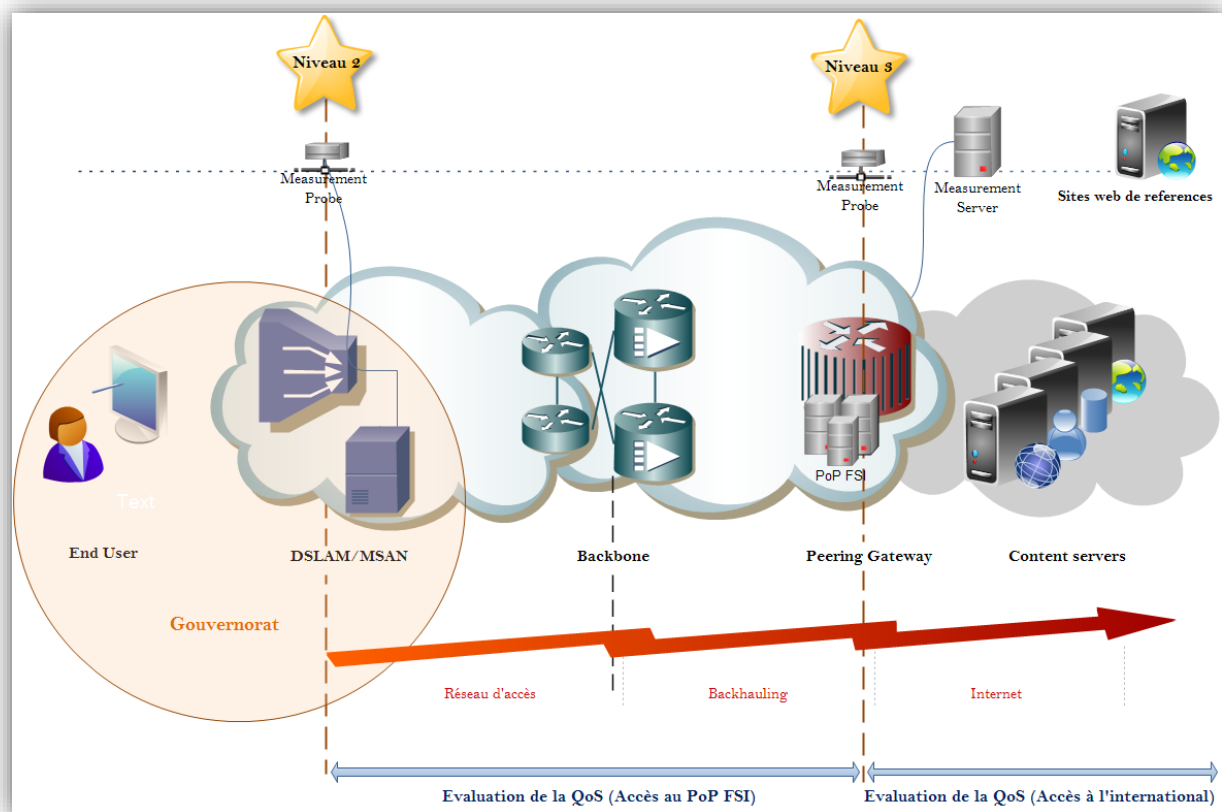 Niveau 2
Niveau 3
Measurement
Probe
Measurement
Probe
Measurement
Server
Sites web de references
PoP FSI
Text
End User
DSLAM/MSAN
Backbone
Peering Gateway
Content servers
Gouvernorat
Réseau d'accès
Backhauling
Internet
Evaluation de la QoS (Accès au PoP FSI)
Evaluation de la QoS (Accès à l'international)